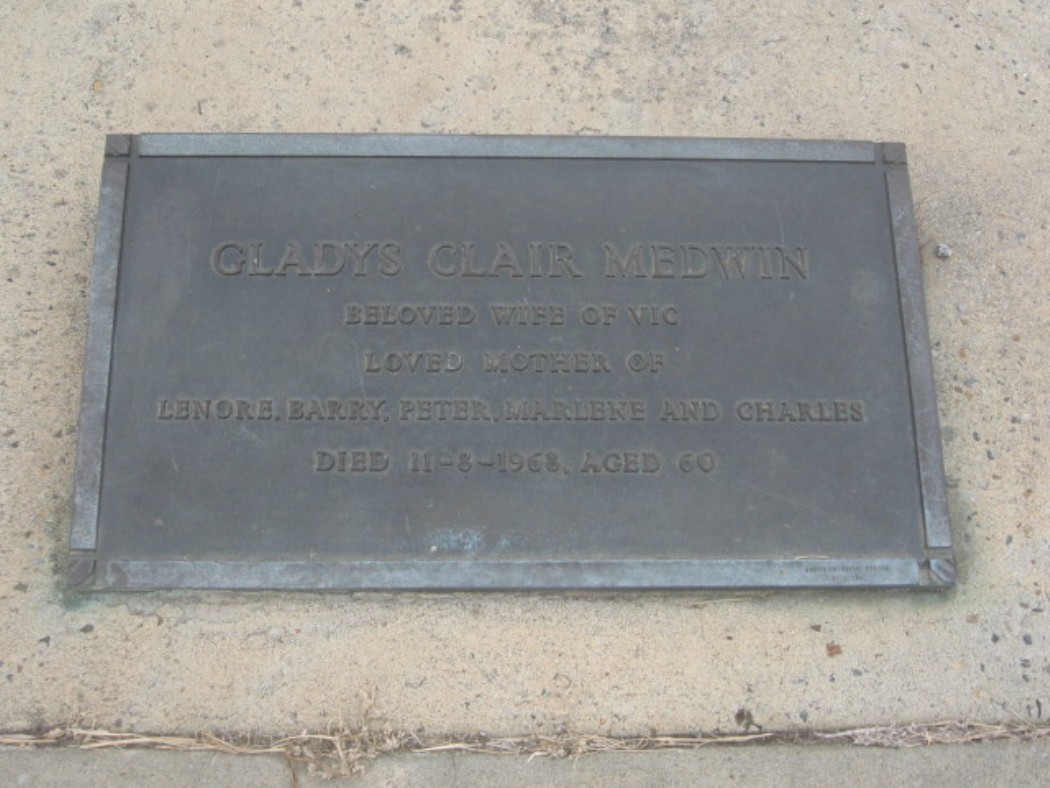 GLADYS CLAIR MEDWIN
BELOVED WIFE OF VIC
LOVED MOTHER OF
LENORE, BARRY, PETER, MARLENE AND CHARLES
DIED 11-8-1968, AGED 60